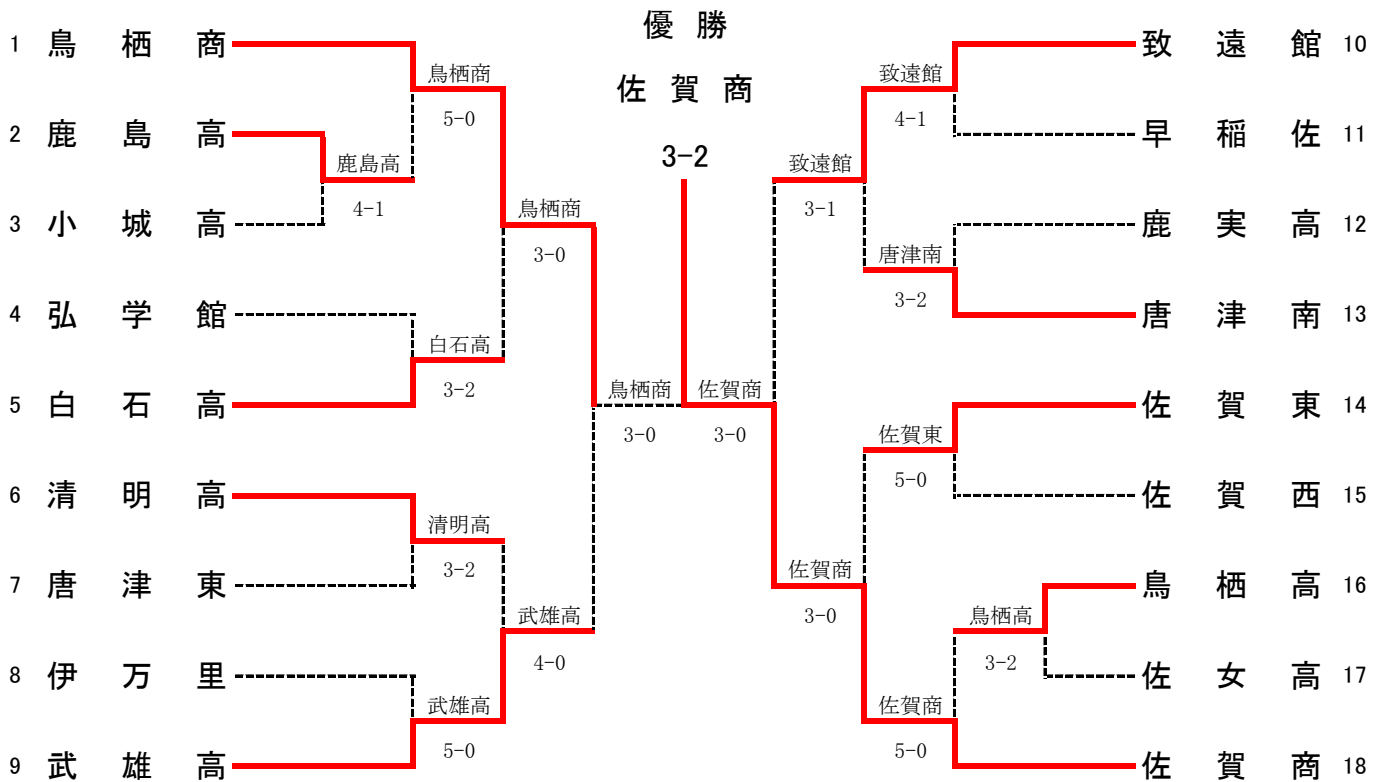 優勝
佐賀商
3-2
1 鳥栖商
2 鹿島高
3 小城高
4 弘学館
5 白石高
6 清明高
7 唐津東
8 伊万里
9 武雄高
鹿島高
4-1
鳥栖商
5-0
白石高
3-2
清明高
3-2
武雄高
5-0
鳥栖商
3-0
武雄高
4-0
鳥栖商
3-0
佐賀商
3-0
致遠館
3-1
佐賀商
3-0
致遠館
4-1
唐津南
3-2
佐賀東
5-0
佐賀商
5-0
鳥栖高
3-2
致遠館 10
早稲佐 11
鹿実高 12
唐津南 13
佐賀東 14
佐賀西 15
鳥栖高 16
佐女高 17
佐賀商 18